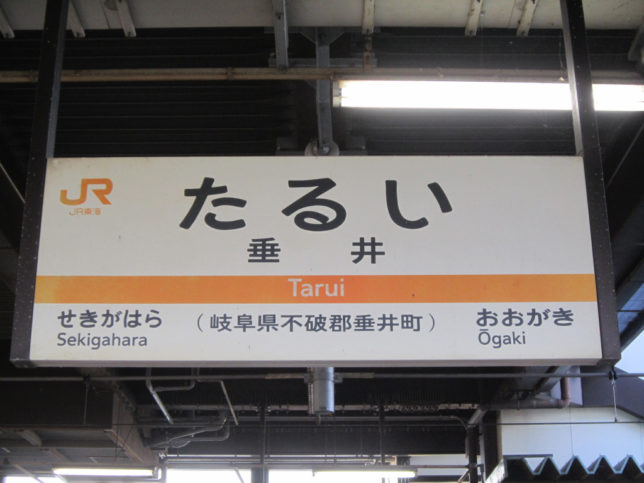 JR
JR東海
たるい
垂井
Tarui
せきがはら
Sekigahara
（岐阜県不破郡垂井町）
おおがき
Ōgaki